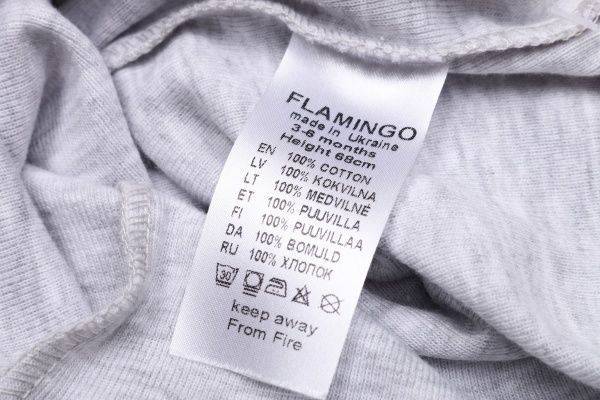 FLAMINGO
made in Ukraine
3-6 months
Height 68cm
EN 100% COTTON
LV 100% KOKVILNA
LT 100% MEDVILNĖ
ET 100% PUUVILLA
FI 100% PUUVILLAA
DA 100% BOMULD
RU 100% ХЛОПОК
30°
keep away
From Fire